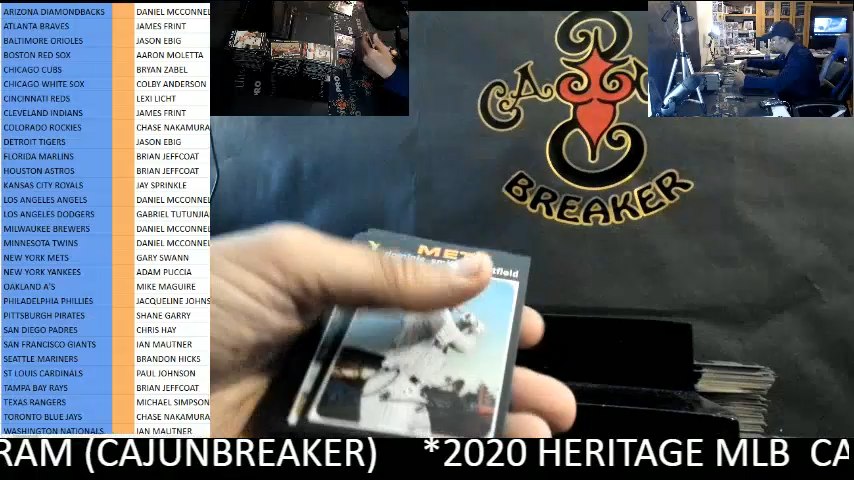 ARIZONA DIAMONDBACKS DANIEL MCCONNEL
ATLANTA BRAVES JAMES FRINT
BALTIMORE ORIOLES JASON EBIG
BOSTON RED SOX AARON MOLETTA
CHICAGO CUBS BRYAN ZABEL
CHICAGO WHITE SOX COLBY ANDERSON
CINCINNATI REDS LEXI LICHT
CLEVELAND INDIANS JAMES FRINT
COLORADO ROCKIES CHASE NAKAMURA
DETROIT TIGERS JASON EBIG
FLORIDA MARLINS BRIAN JEFFCOAT
HOUSTON ASTROS BRIAN JEFFCOAT
KANSAS CITY ROYALS JAY SPRINKLE
LOS ANGELES ANGELS DANIEL MCCONNEL
LOS ANGELES DODGERS GABRIEL TUTUNJIA
MILWAUKEE BREWERS DANIEL MCCONNEL
MINNESOTA TWINS DANIEL MCCONNEL
NEW YORK METS GARY SWANN
NEW YORK YANKEES ADAM PUCCIA
OAKLAND A'S MIKE MAGUIRE
PHILADELPHIA PHILLIES JACQUELINE JOHNS
PITTSBURGH PIRATES SHANE GARRY
SAN DIEGO PADRES CHRIS HAY
SAN FRANCISCO GIANTS IAN MAUTNER
SEATTLE MARINERS BRANDON HICKS
ST LOUIS CARDINALS PAUL JOHNSON
TAMPA BAY RAYS BRIAN JEFFCOAT
TEXAS RANGERS MICHAEL SIMPSON
TORONTO BLUE JAYS CHASE NAKAMURA
WASHINGTON NATIONALS IAN MAUTNER
BREAKER
MET
dominic
RAM (CAJUNBREAKER) *2020 HERITAGE MLB CA